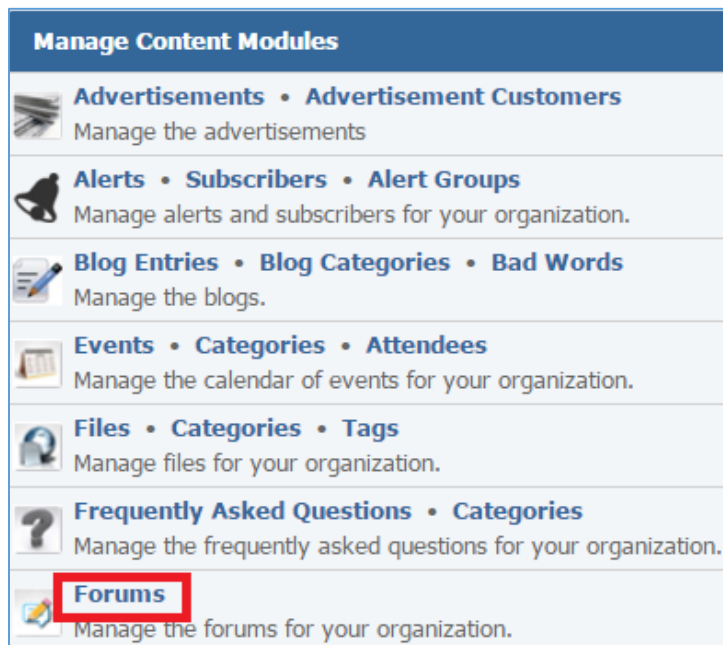 Manage Content Modules
Advertisements • Advertisement Customers
Manage the advertisements
Alerts • Subscribers • Alert Groups
Manage alerts and subscribers for your organization.
Blog Entries • Blog Categories • Bad Words
Manage the blogs.
Events • Categories • Attendees
Manage the calendar of events for your organization.
Files • Categories • Tags
Manage files for your organization.
Frequently Asked Questions • Categories
Manage the frequently asked questions for your organization.
Forums
Manage the forums for your organization.